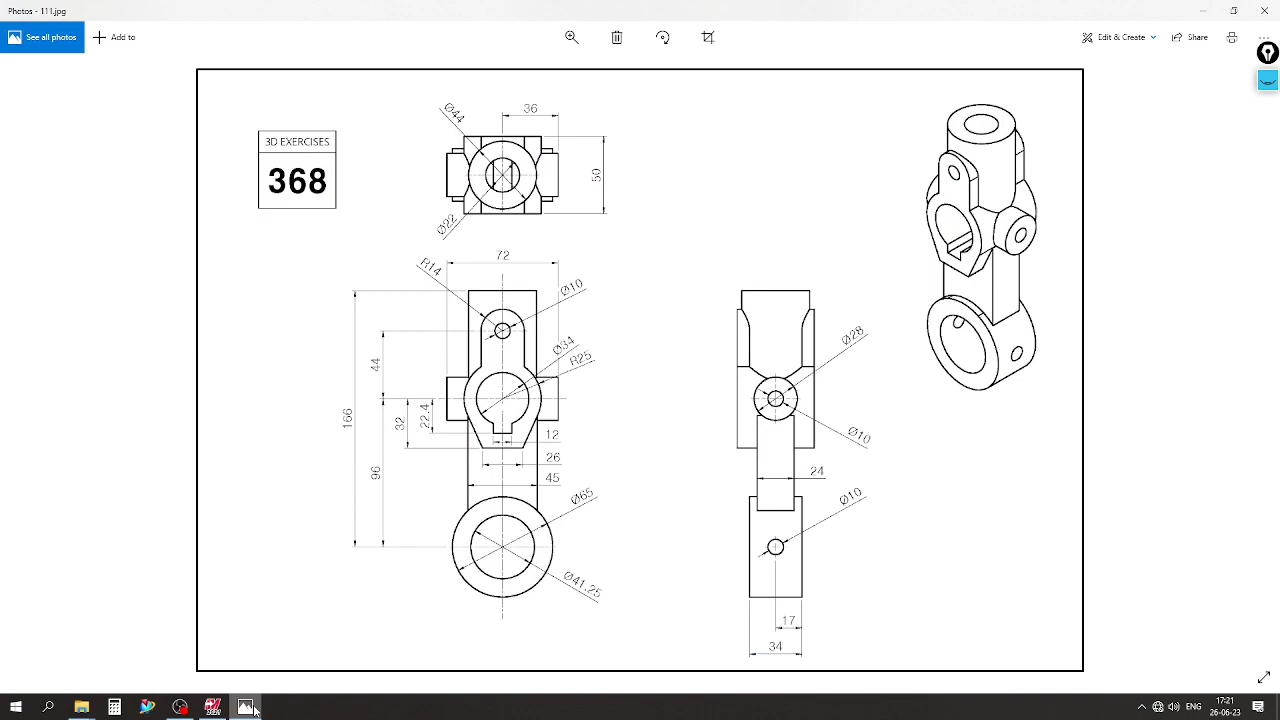 Photos - 111.jpg
See all photos
Add to
Edit & Create
Share
3D EXERCISES
368
Ø44
36
50
Ø22
72
R14
Ø10
Ø34
R25
44
166
32
22.4
12
26
96
45
Ø65
Ø41.25
Ø28
Ø10
24
Ø10
17
34
ENG
17:21
26-06-23